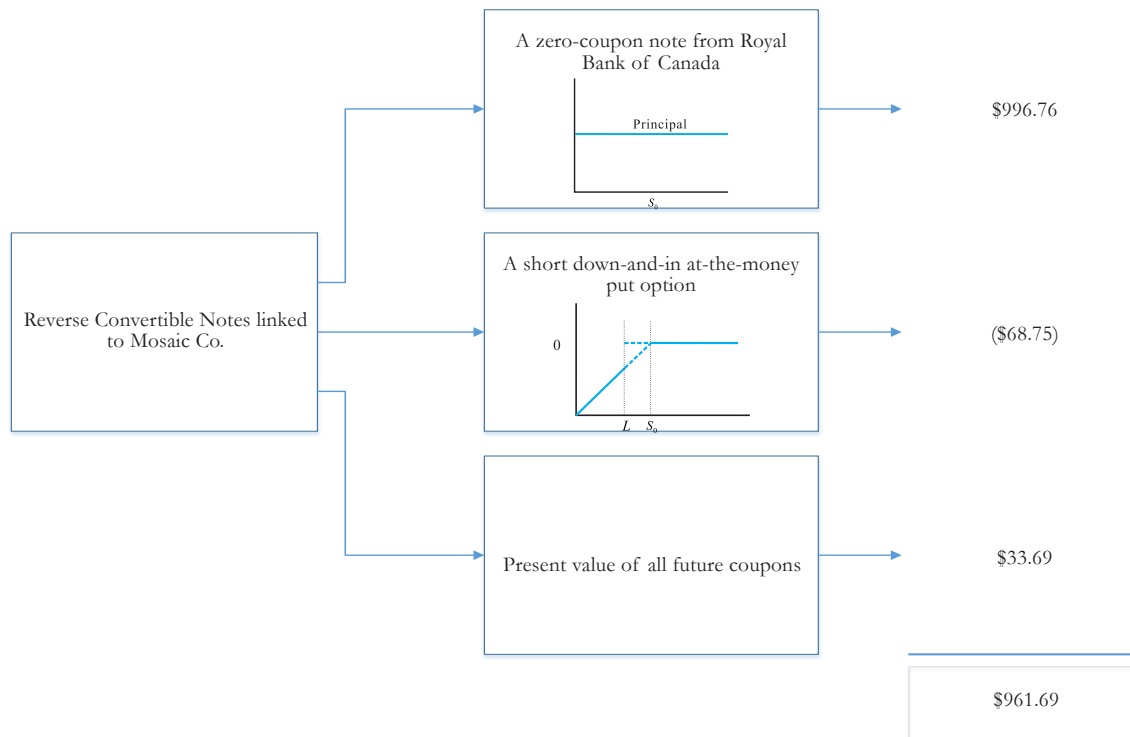 A zero-coupon note from Royal
Bank of Canada
Principal
S₀
$996.76
Reverse Convertible Notes linked
to Mosaic Co.
A short down-and-in at-the-money
put option
0
L S₀
($68.75)
Present value of all future coupons
$33.69
$961.69